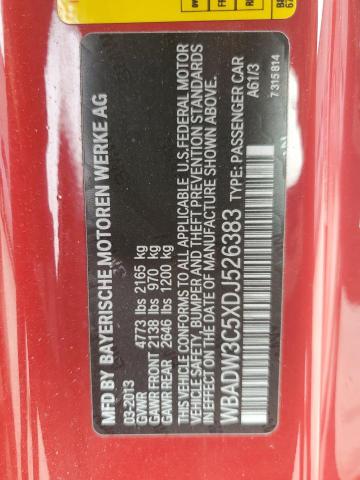 MFD BY BAYERISCHE MOTOREN WERKE AG
03-2013
GVWR 4773 lbs 2165 kg
GAWR FRONT 2138 lbs 970 kg
GAWR REAR 2646 lbs 1200 kg
THIS VEHICLE CONFORMS TO ALL APPLICABLE U.S. FEDERAL MOTOR
VEHICLE SAFETY, BUMPER AND THEFT PREVENTION STANDARDS
IN EFFECT ON THE DATE OF MANUFACTURE SHOWN ABOVE.
WBADW3C5XDJ526383 TYPE: PASSENGER CAR
A61/3
7 315 814